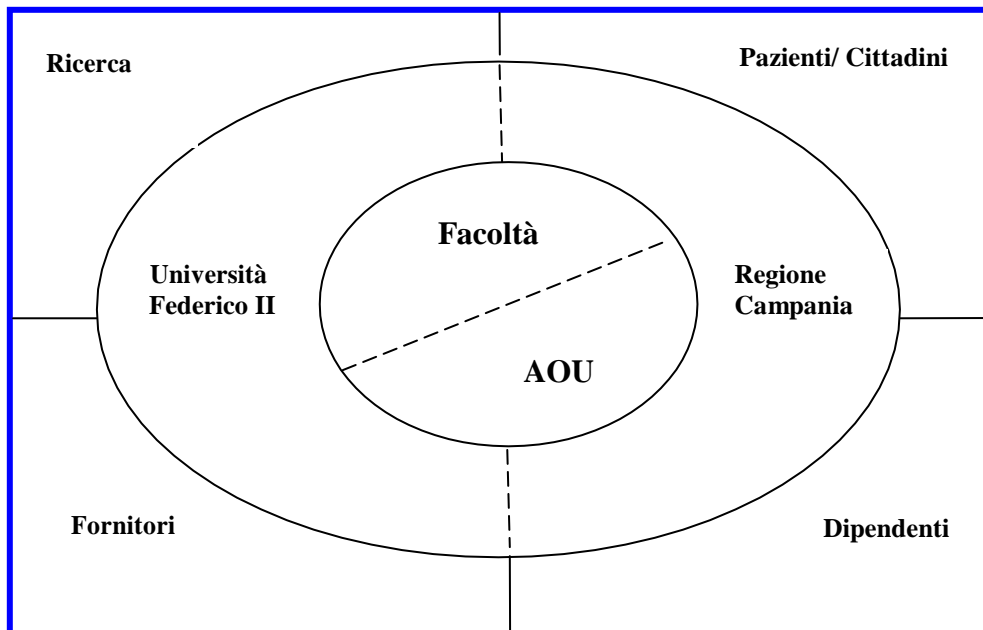 Ricerca
Pazienti/ Cittadini
Facoltà
Università
Federico II
Regione
Campania
AOU
Fornitori
Dipendenti